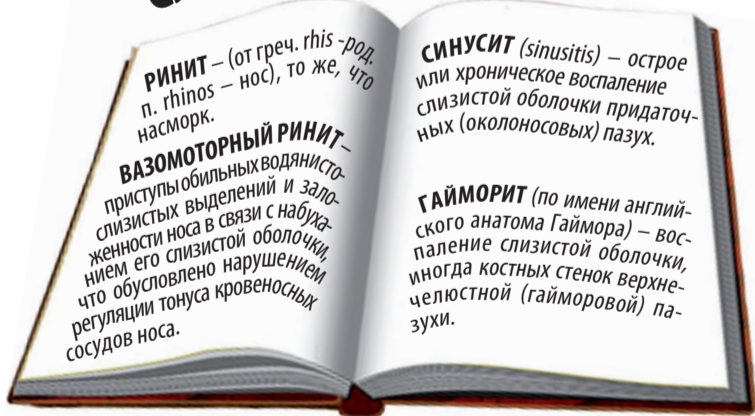 РИНИТ – (от греч. rhis -род.
п. rhinos – нос), то же, что
насморк.
ВАЗОМОТОРНЫЙ РИНИТ –
приступы обильных водянисто-
слизистых выделений и зало-
женности носа в связи с набуха-
нием его слизистой оболочки,
что обусловлено нарушением
регуляции тонуса кровеносных
сосудов носа.
СИНУСИТ (sinusitis) – острое
или хроническое воспаление
слизистой оболочки придаточ-
ных (околоносовых) пазух.
ГАЙМОРИТ (по имени англий-
ского анатома Гаймора) – вос-
паление слизистой оболочки,
иногда костных стенок верхне-
челюстной (гайморовой) па-
зухи.